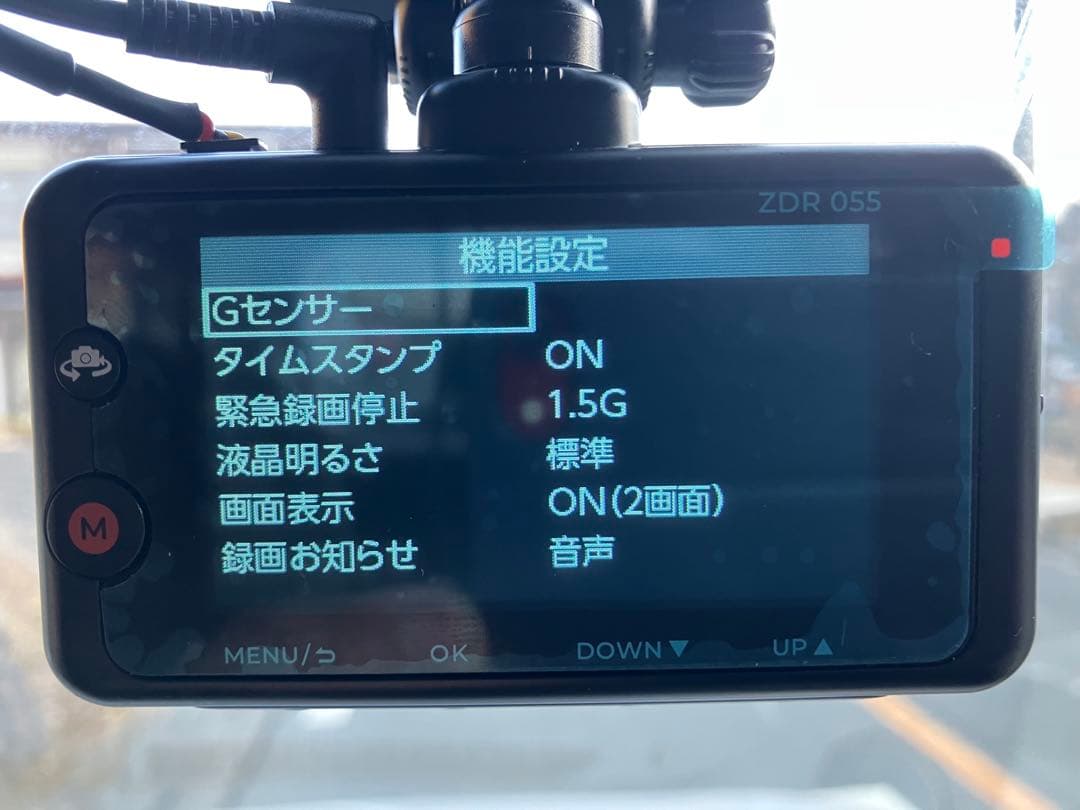 ZDR 055
機能設定
Gセンサー
タイムスタンプ ON
緊急録画停止 1.5G
液晶明るさ 標準
画面表示 ON(2画面)
録画お知らせ 音声
M
MENU/⮌ OK DOWN▼ UP▲